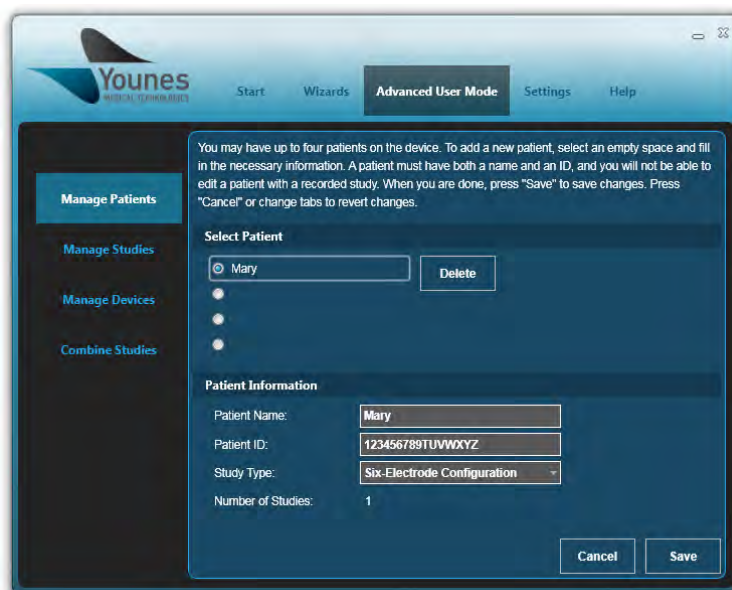 Younes
MEDICAL TECHNOLOGIES
Start Wizards Advanced User Mode Settings Help
Manage Patients
Manage Studies
Manage Devices
Combine Studies
You may have up to four patients on the device. To add a new patient, select an empty space and fill
in the necessary information. A patient must have both a name and an ID, and you will not be able to
edit a patient with a recorded study. When you are done, press "Save" to save changes. Press
"Cancel" or change tabs to revert changes.
Select Patient
Mary
Delete
Patient Information
Patient Name: Mary
Patient ID: 123456789TUVWXYZ
Study Type: Six-Electrode Configuration
Number of Studies: 1
Cancel Save